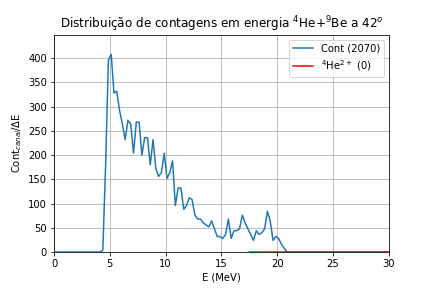 Distribuição de contagens em energia ⁴He+⁹Be a 42ᵒ
Cont (2070)
⁴He²⁺ (0)
400
350
300
250
200
150
100
50
0
Cont_canal/ΔE
0 5 10 15 20 25 30
E (MeV)